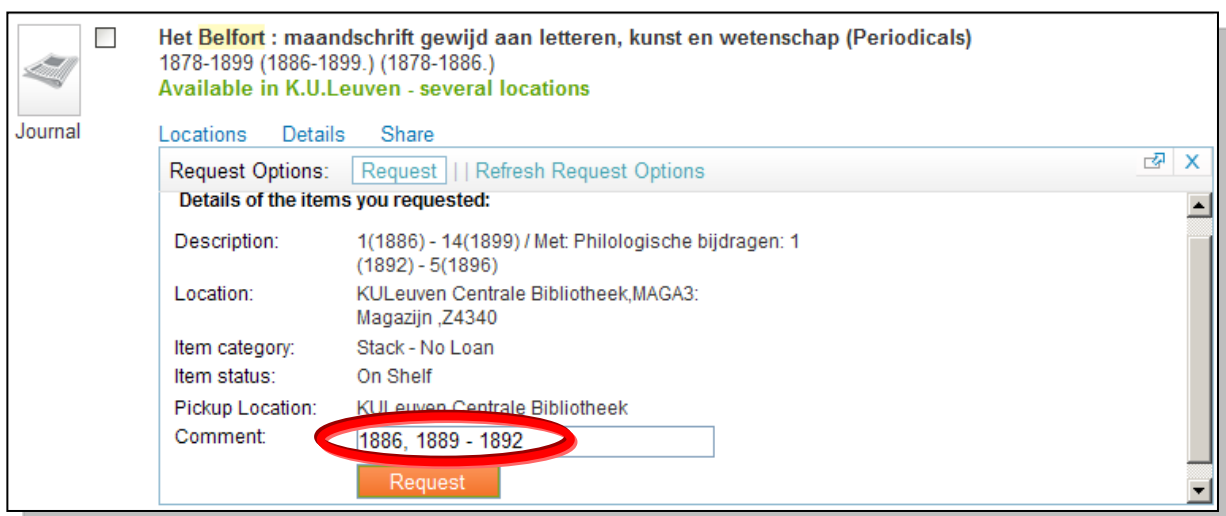 Het Belfort : maandschrift gewijd aan letteren, kunst en wetenschap (Periodicals)
1878-1899 (1886-1899.) (1878-1886.)
Available in K.U.Leuven - several locations
Journal
Locations Details Share
Request Options: Request | | Refresh Request Options X
Details of the items you requested:
Description: 1(1886) - 14(1899) / Met: Philologische bijdragen: 1
(1892) - 5(1896)
Location: KULeuven Centrale Bibliotheek,MAGA3:
Magazijn ,Z4340
Item category: Stack - No Loan
Item status: On Shelf
Pickup Location: KULeuven Centrale Bibliotheek
Comment: 1886, 1889 - 1892
Request